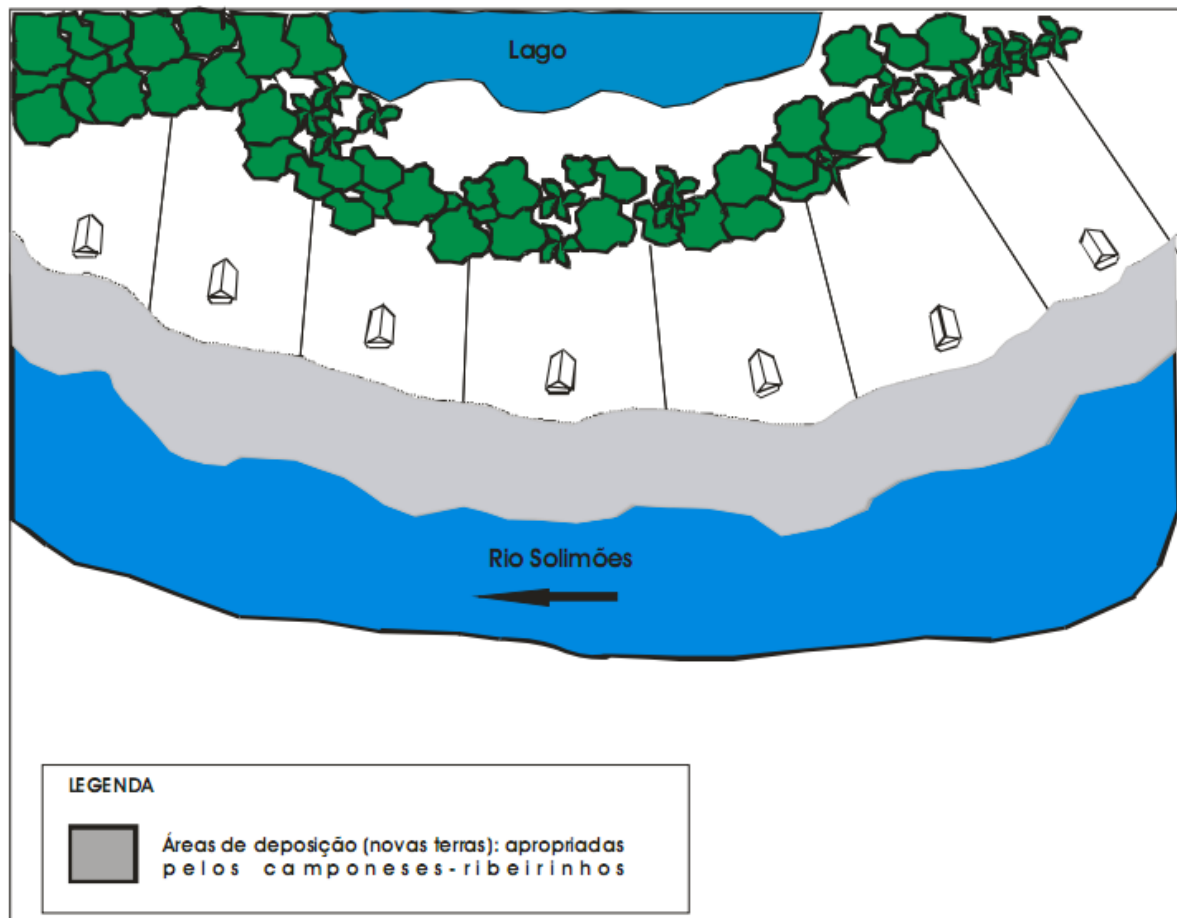 Lago
Rio Solimões
LEGENDA
Áreas de deposição (novas terras): apropriadas
pelos camponeses-ribeirinhos